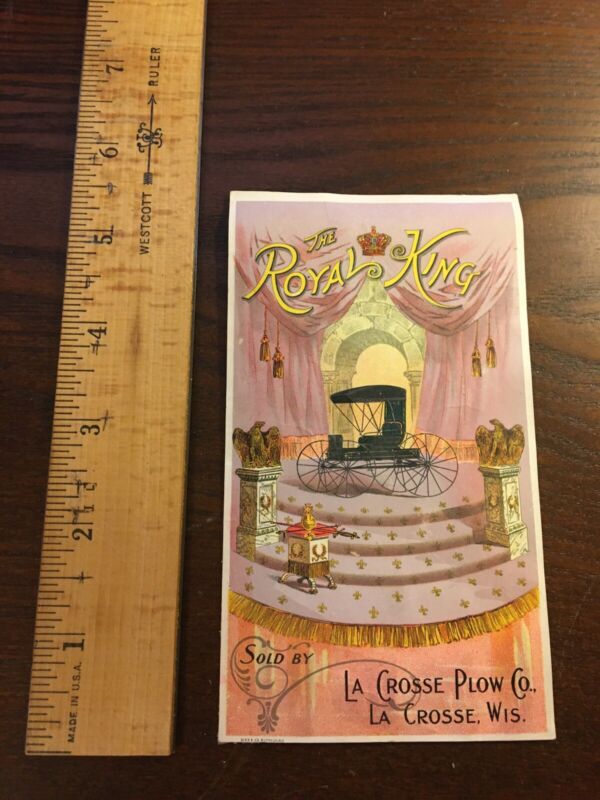 7
6
5
4
3
2
1
WESTCOTT RULER
MADE IN U.S.A.
THE
ROYAL KING
SOLD BY
LA CROSSE PLOW CO.,
LA CROSSE, WIS.